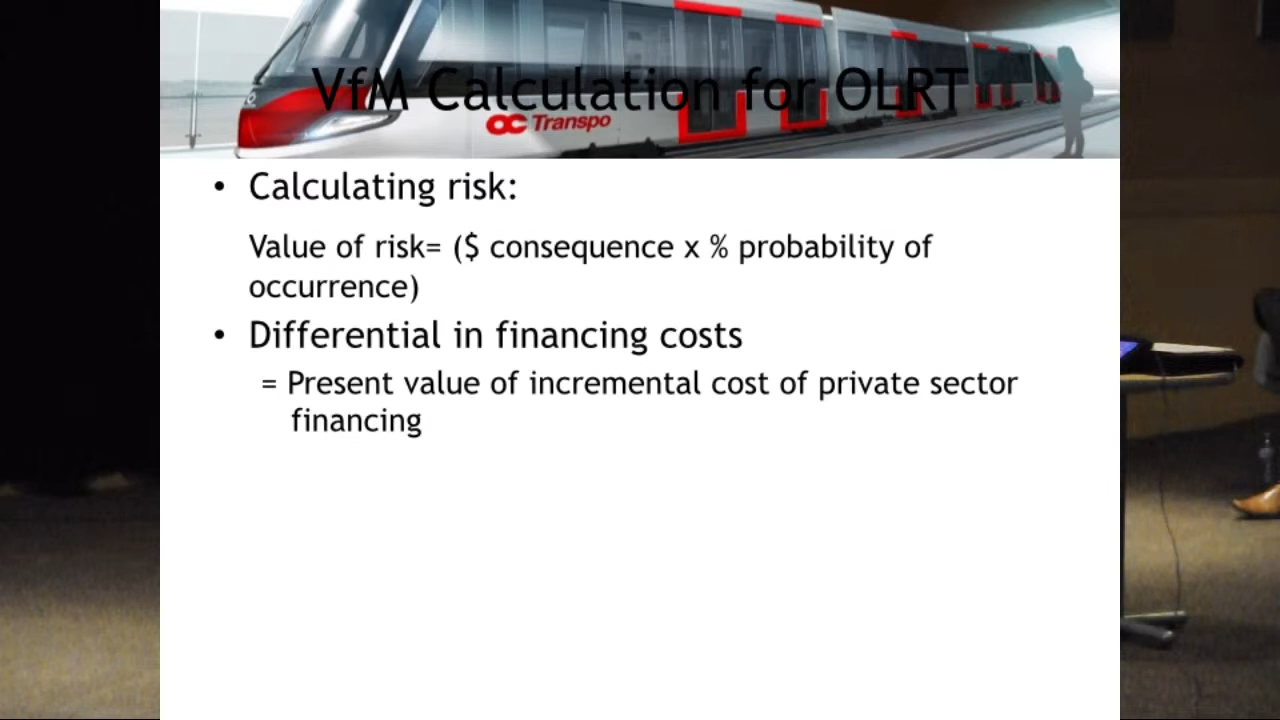 VfM Calculation for OLRT
OC Transpo
• Calculating risk:
Value of risk= ($ consequence x % probability of
occurrence)
• Differential in financing costs
= Present value of incremental cost of private sector
financing